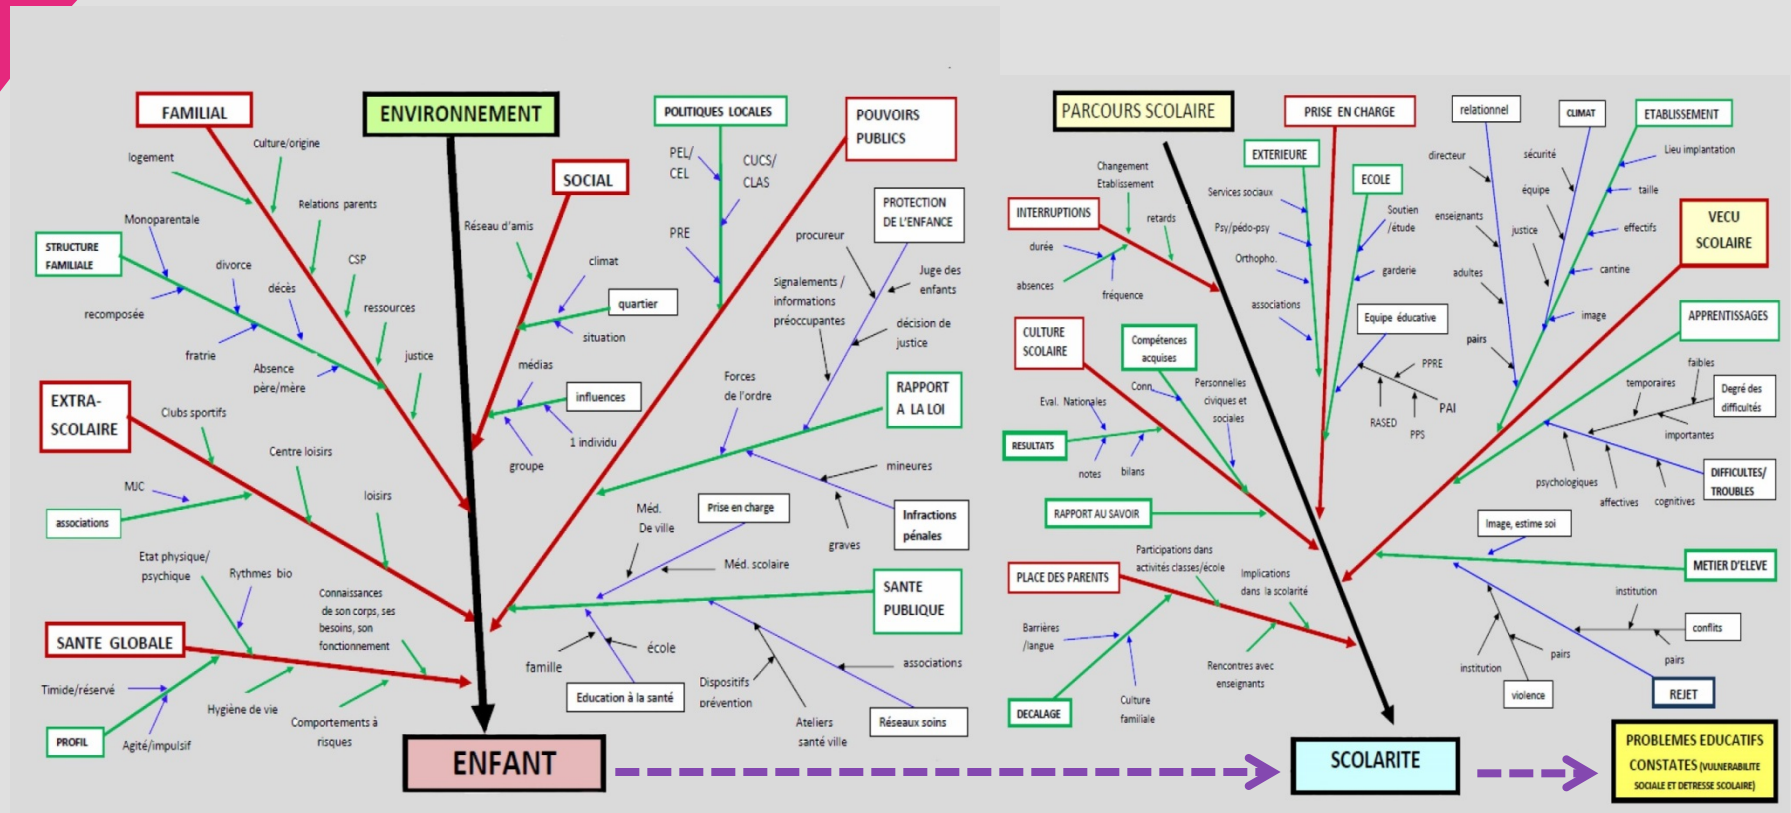 FAMILIAL
ENVIRONNEMENT
POLITIQUES LOCALES
POUVOIRS
PUBLICS
Culture/origine
logement
SOCIAL
PEL/
CEL
CUCS/
CLAS
Relations parents
Monoparentale
Réseau d'amis
PRE
PROTECTION
DE L'ENFANCE
procureur
STRUCTURE
FAMILIALE
divorce
CSP
climat
Signalements /
informations
préoccupantes
Juge des
enfants
recomposée
décès
ressources
quartier
situation
décision de
justice
fratrie
Absence
père/mère
justice
médias
Forces
de l'ordre
RAPPORT
A LA LOI
EXTRA-
SCOLAIRE
Clubs sportifs
influences
1 individu
groupe
Centre loisirs
mineures
MJC
loisirs
associations
Méd.
De ville
Prise en charge
Infractions
pénales
graves
Etat physique/
psychique
Rythmes bio
Méd. scolaire
Connaissances
de son corps, ses
besoins, son
fonctionnement
SANTE
PUBLIQUE
SANTE GLOBALE
famille
école
associations
Timide/réservé
Hygiène de vie
Education à la santé
Dispositifs
prévention
Comportements à
risques
Ateliers
santé ville
Réseaux soins
PROFIL
Agité/impulsif
ENFANT
PARCOURS SCOLAIRE
PRISE EN CHARGE
relationnel
CLIMAT
ETABLISSEMENT
EXTERIEURE
Changement
Etablissement
directeur
sécurité
Lieu implantation
ECOLE
Services sociaux
équipe
taille
INTERRUPTIONS
retards
Soutien
/étude
enseignants
justice
effectifs
VECU
SCOLAIRE
Psy/pédo-psy
durée
Orthopho.
garderie
adultes
cantine
absences
fréquence
associations
Equipe éducative
image
APPRENTISSAGES
CULTURE
SCOLAIRE
Compétences
acquises
pairs
PPRE
faibles
temporaires
Degré des
difficultés
Conn.
Personnelles
civiques et
sociales
Eval. Nationales
PAI
RASED
PPS
importantes
RESULTATS
notes
bilans
psychologiques
affectives
cognitives
DIFFICULTES/
TROUBLES
RAPPORT AU SAVOIR
Image, estime soi
Participations dans
activités classes/école
METIER D'ELEVE
PLACE DES PARENTS
Implications
dans la scolarité
institution
Barrières
/langue
conflits
pairs
pairs
institution
Rencontres avec
enseignants
violence
REJET
DECALAGE
Culture
familiale
SCOLARITE
PROBLEMES EDUCATIFS
CONSTATES (VULNERABILITE
SOCIALE ET DETRESSE SCOLAIRE)